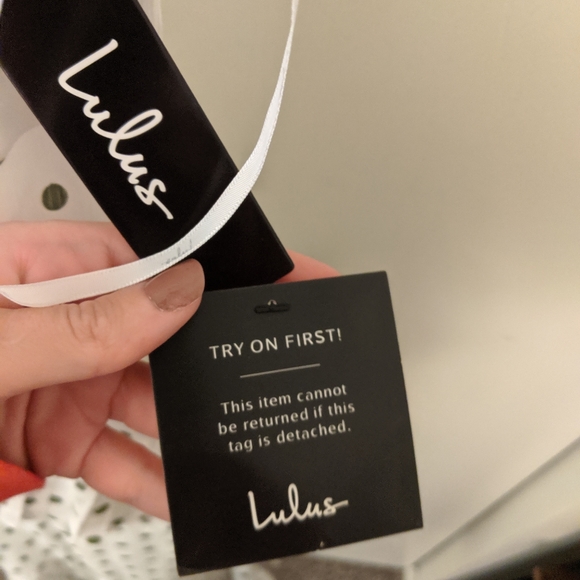 Lulus
TRY ON FIRST!
This item cannot
be returned if this
tag is detached.
Lulus